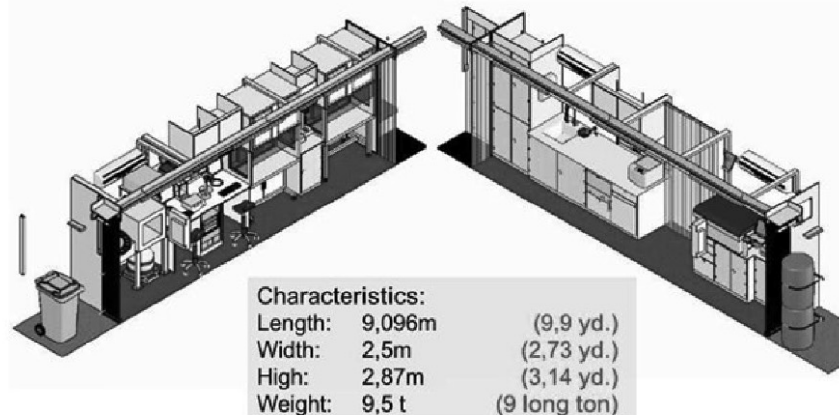 Characteristics:
Length: 9,096m (9,9 yd.)
Width: 2,5m (2,73 yd.)
High: 2,87m (3,14 yd.)
Weight: 9,5 t (9 long ton)